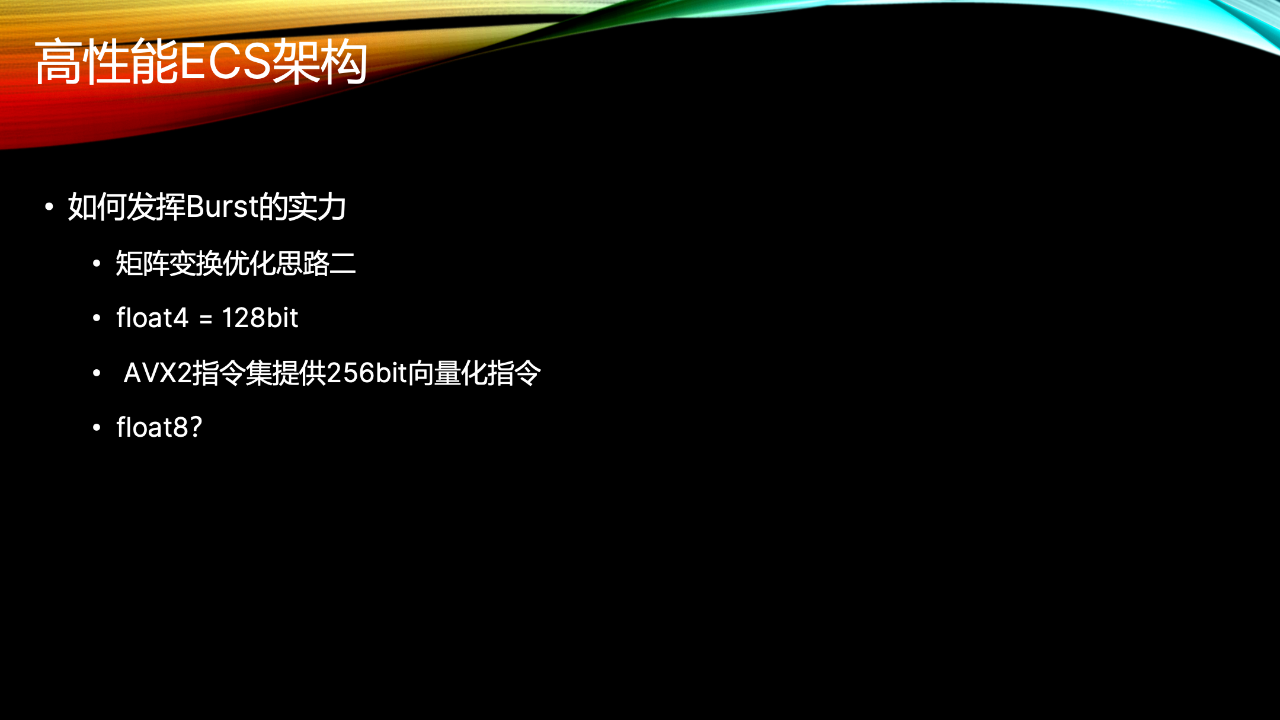 高性能ECS架构
• 如何发挥Burst的实力
• 矩阵变换优化思路二
• float4 = 128bit
• AVX2指令集提供256bit向量化指令
• float8?